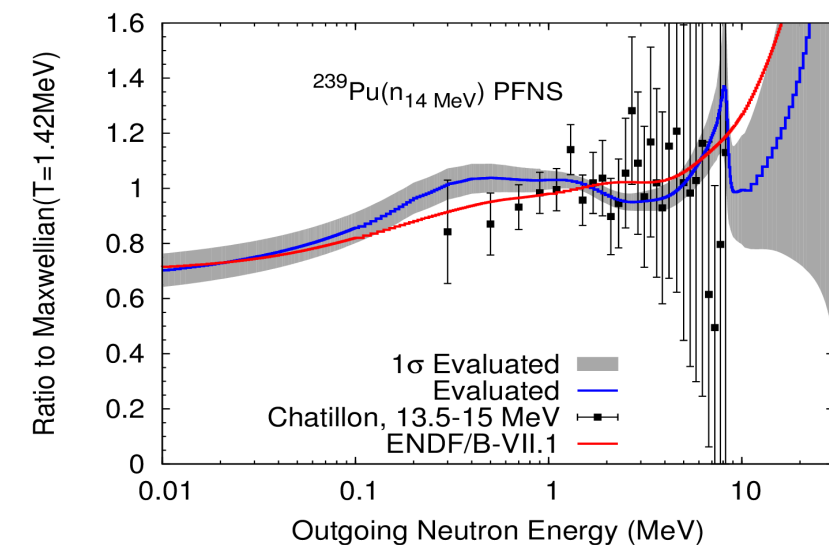 1.6
1.4
1.2
1
0.8
0.6
0.4
0.2
0
Ratio to Maxwellian(T=1.42MeV)
239Pu(n14 MeV) PFNS
1σ Evaluated
Evaluated
Chatillon, 13.5-15 MeV
ENDF/B-VII.1
0.01 0.1 1 10
Outgoing Neutron Energy (MeV)